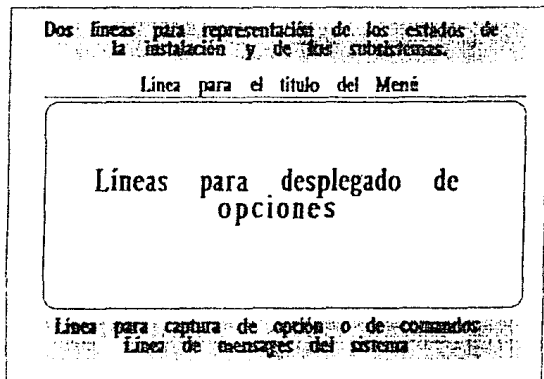 Dos líneas para representación de los estados de
la instalación y de los subsistemas.
Línea para el título del Mené
Líneas para desplegado de
opciones
Línea para captura de opción o de comandos
Línea de mensages del sistema